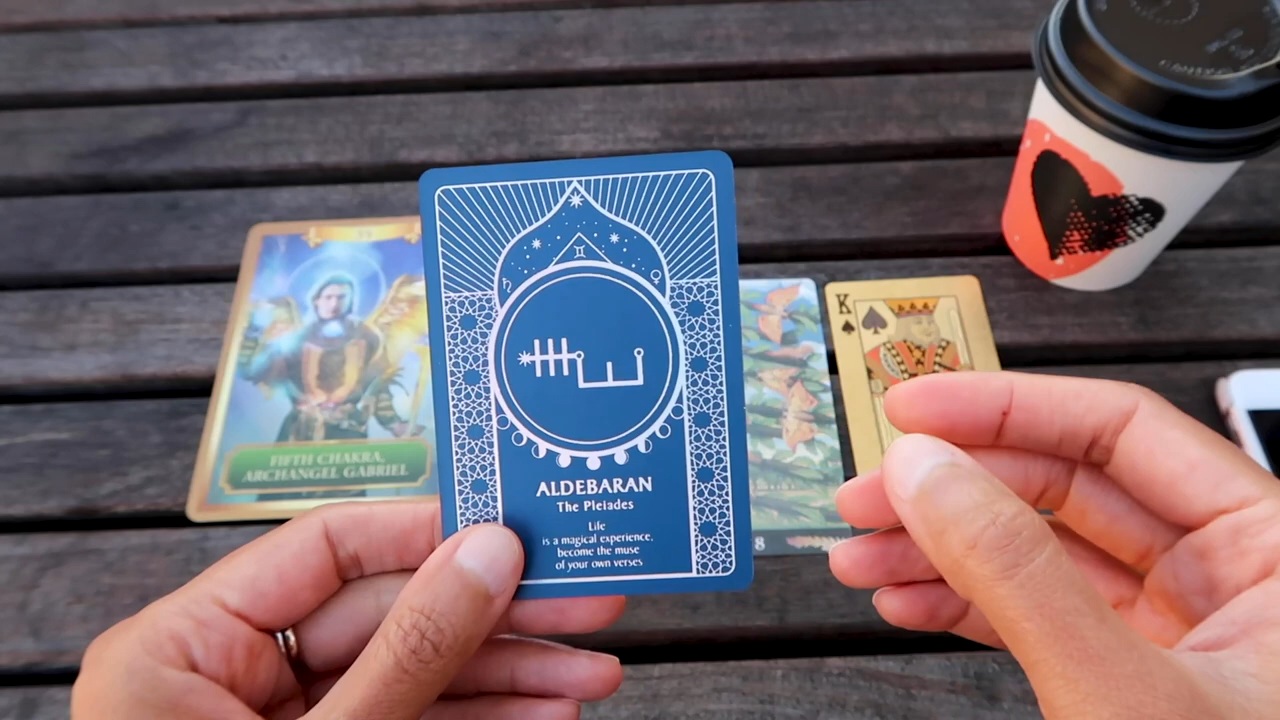 FIFTH CHAKRA,
ARCHANGEL GABRIEL
ALDEBARAN
The Pleiades
Life
is a magical experience,
become the muse
of your own verses
8
K